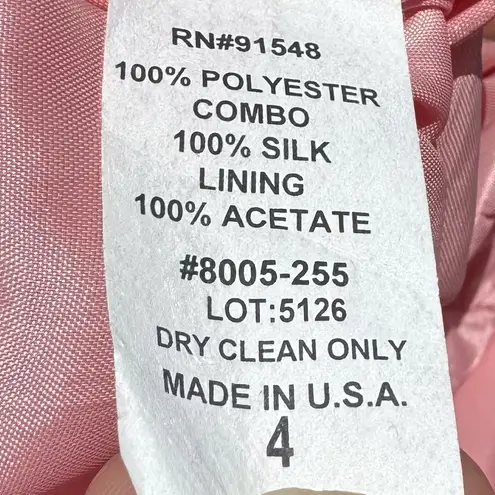 RN#91548
100% POLYESTER
COMBO
100% SILK
LINING
100% ACETATE
#8005-255
LOT:5126
DRY CLEAN ONLY
MADE IN U.S.A.
4